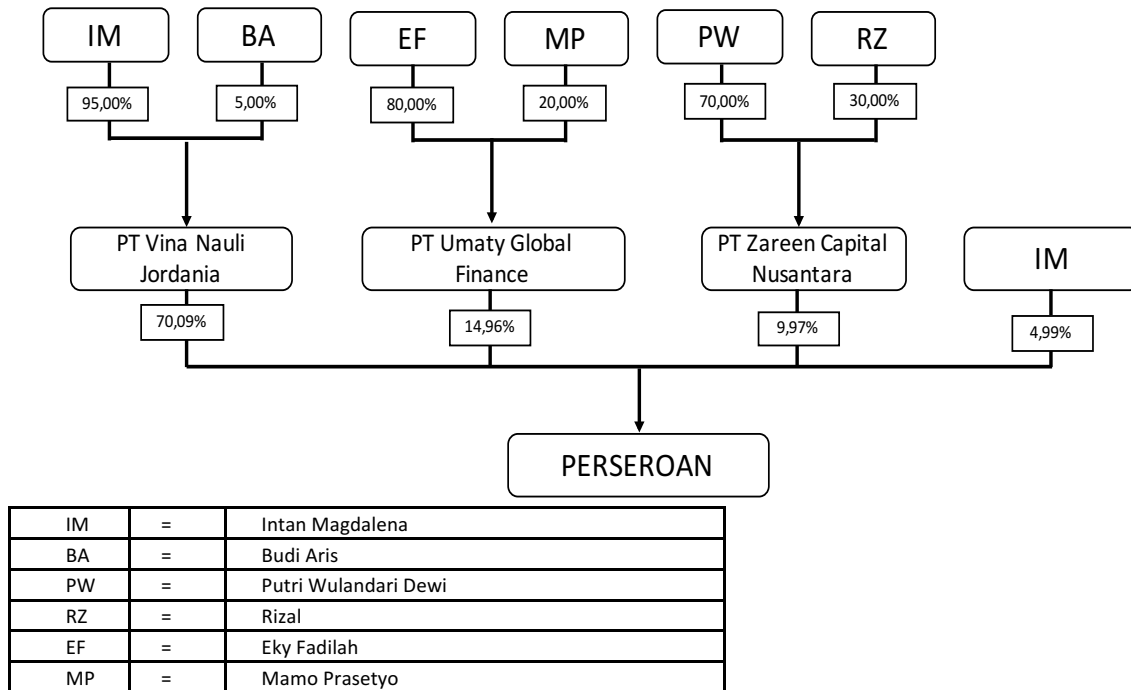 IM
BA
EF
MP
PW
RZ
95,00%
5,00%
80,00%
20,00%
70,00%
30,00%
PT Vina Nauli
Jordania
PT Umaty Global
Finance
PT Zareen Capital
Nusantara
IM
70,09%
14,96%
9,97%
4,99%
PERSEROAN
IM = Intan Magdalena
BA = Budi Aris
PW = Putri Wulandari Dewi
RZ = Rizal
EF = Eky Fadilah
MP = Mamo Prasetyo